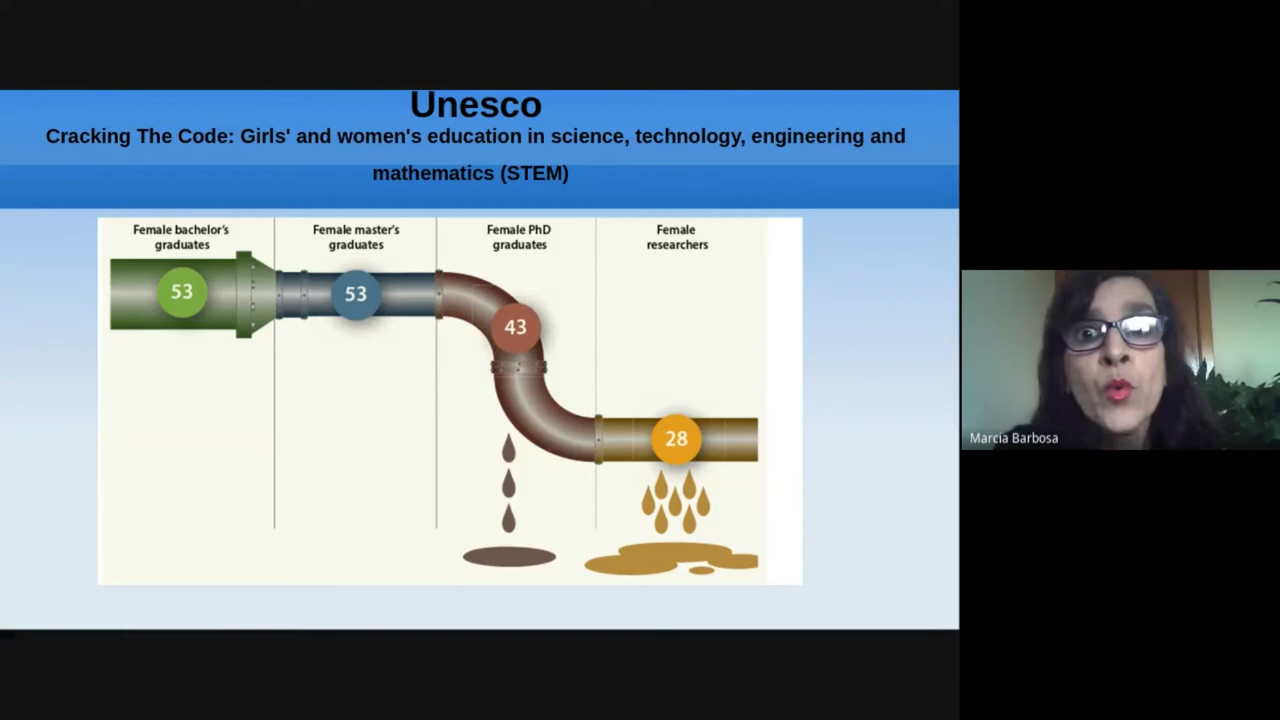 Unesco
Cracking The Code: Girls' and women's education in science, technology, engineering and
mathematics (STEM)
Female bachelor's
graduates
Female master's
graduates
Female PhD
graduates
Female
researchers
53
53
43
28
Marcia Barbosa